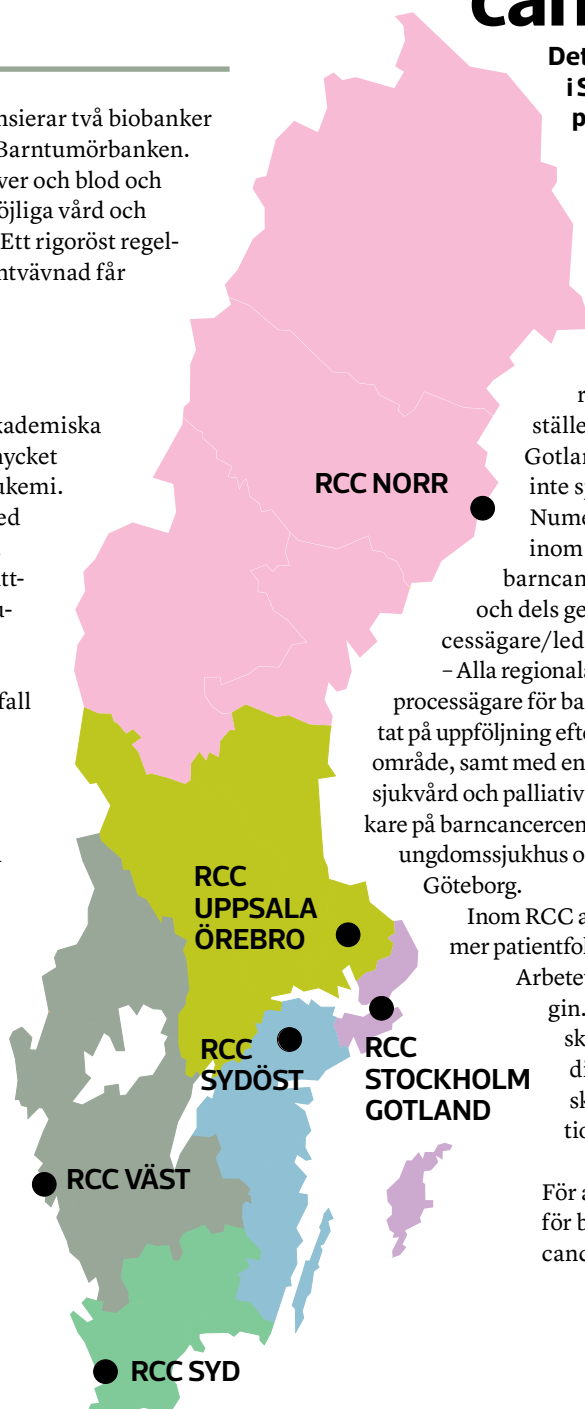 can
Det
i S
p
nsierar två biobanker
Barntumörbanken.
ver och blod och
öjliga vård och
Ett rigoröst regel-
ntvävnad får
kademiska
mycket
ukemi.
ed
tt-
u-
fall
r
ställe
Gotlan
inte s
Nume
inom
barncan
och dels ge
cessägare/led
– Alla regionala
processägare för ba
tat på uppföljning efte
område, samt med en
sjukvård och palliativ
kare på barncancercen
ungdomssjukhus o
Göteborg.
Inom RCC a
mer patientfok
Arbetet
gin.
sk
di
sk
tio
För a
för b
canc
RCC NORR
RCC
UPPSALA
ÖREBRO
RCC
SYDÖST
RCC
STOCKHOLM
GOTLAND
RCC VÄST
RCC SYD